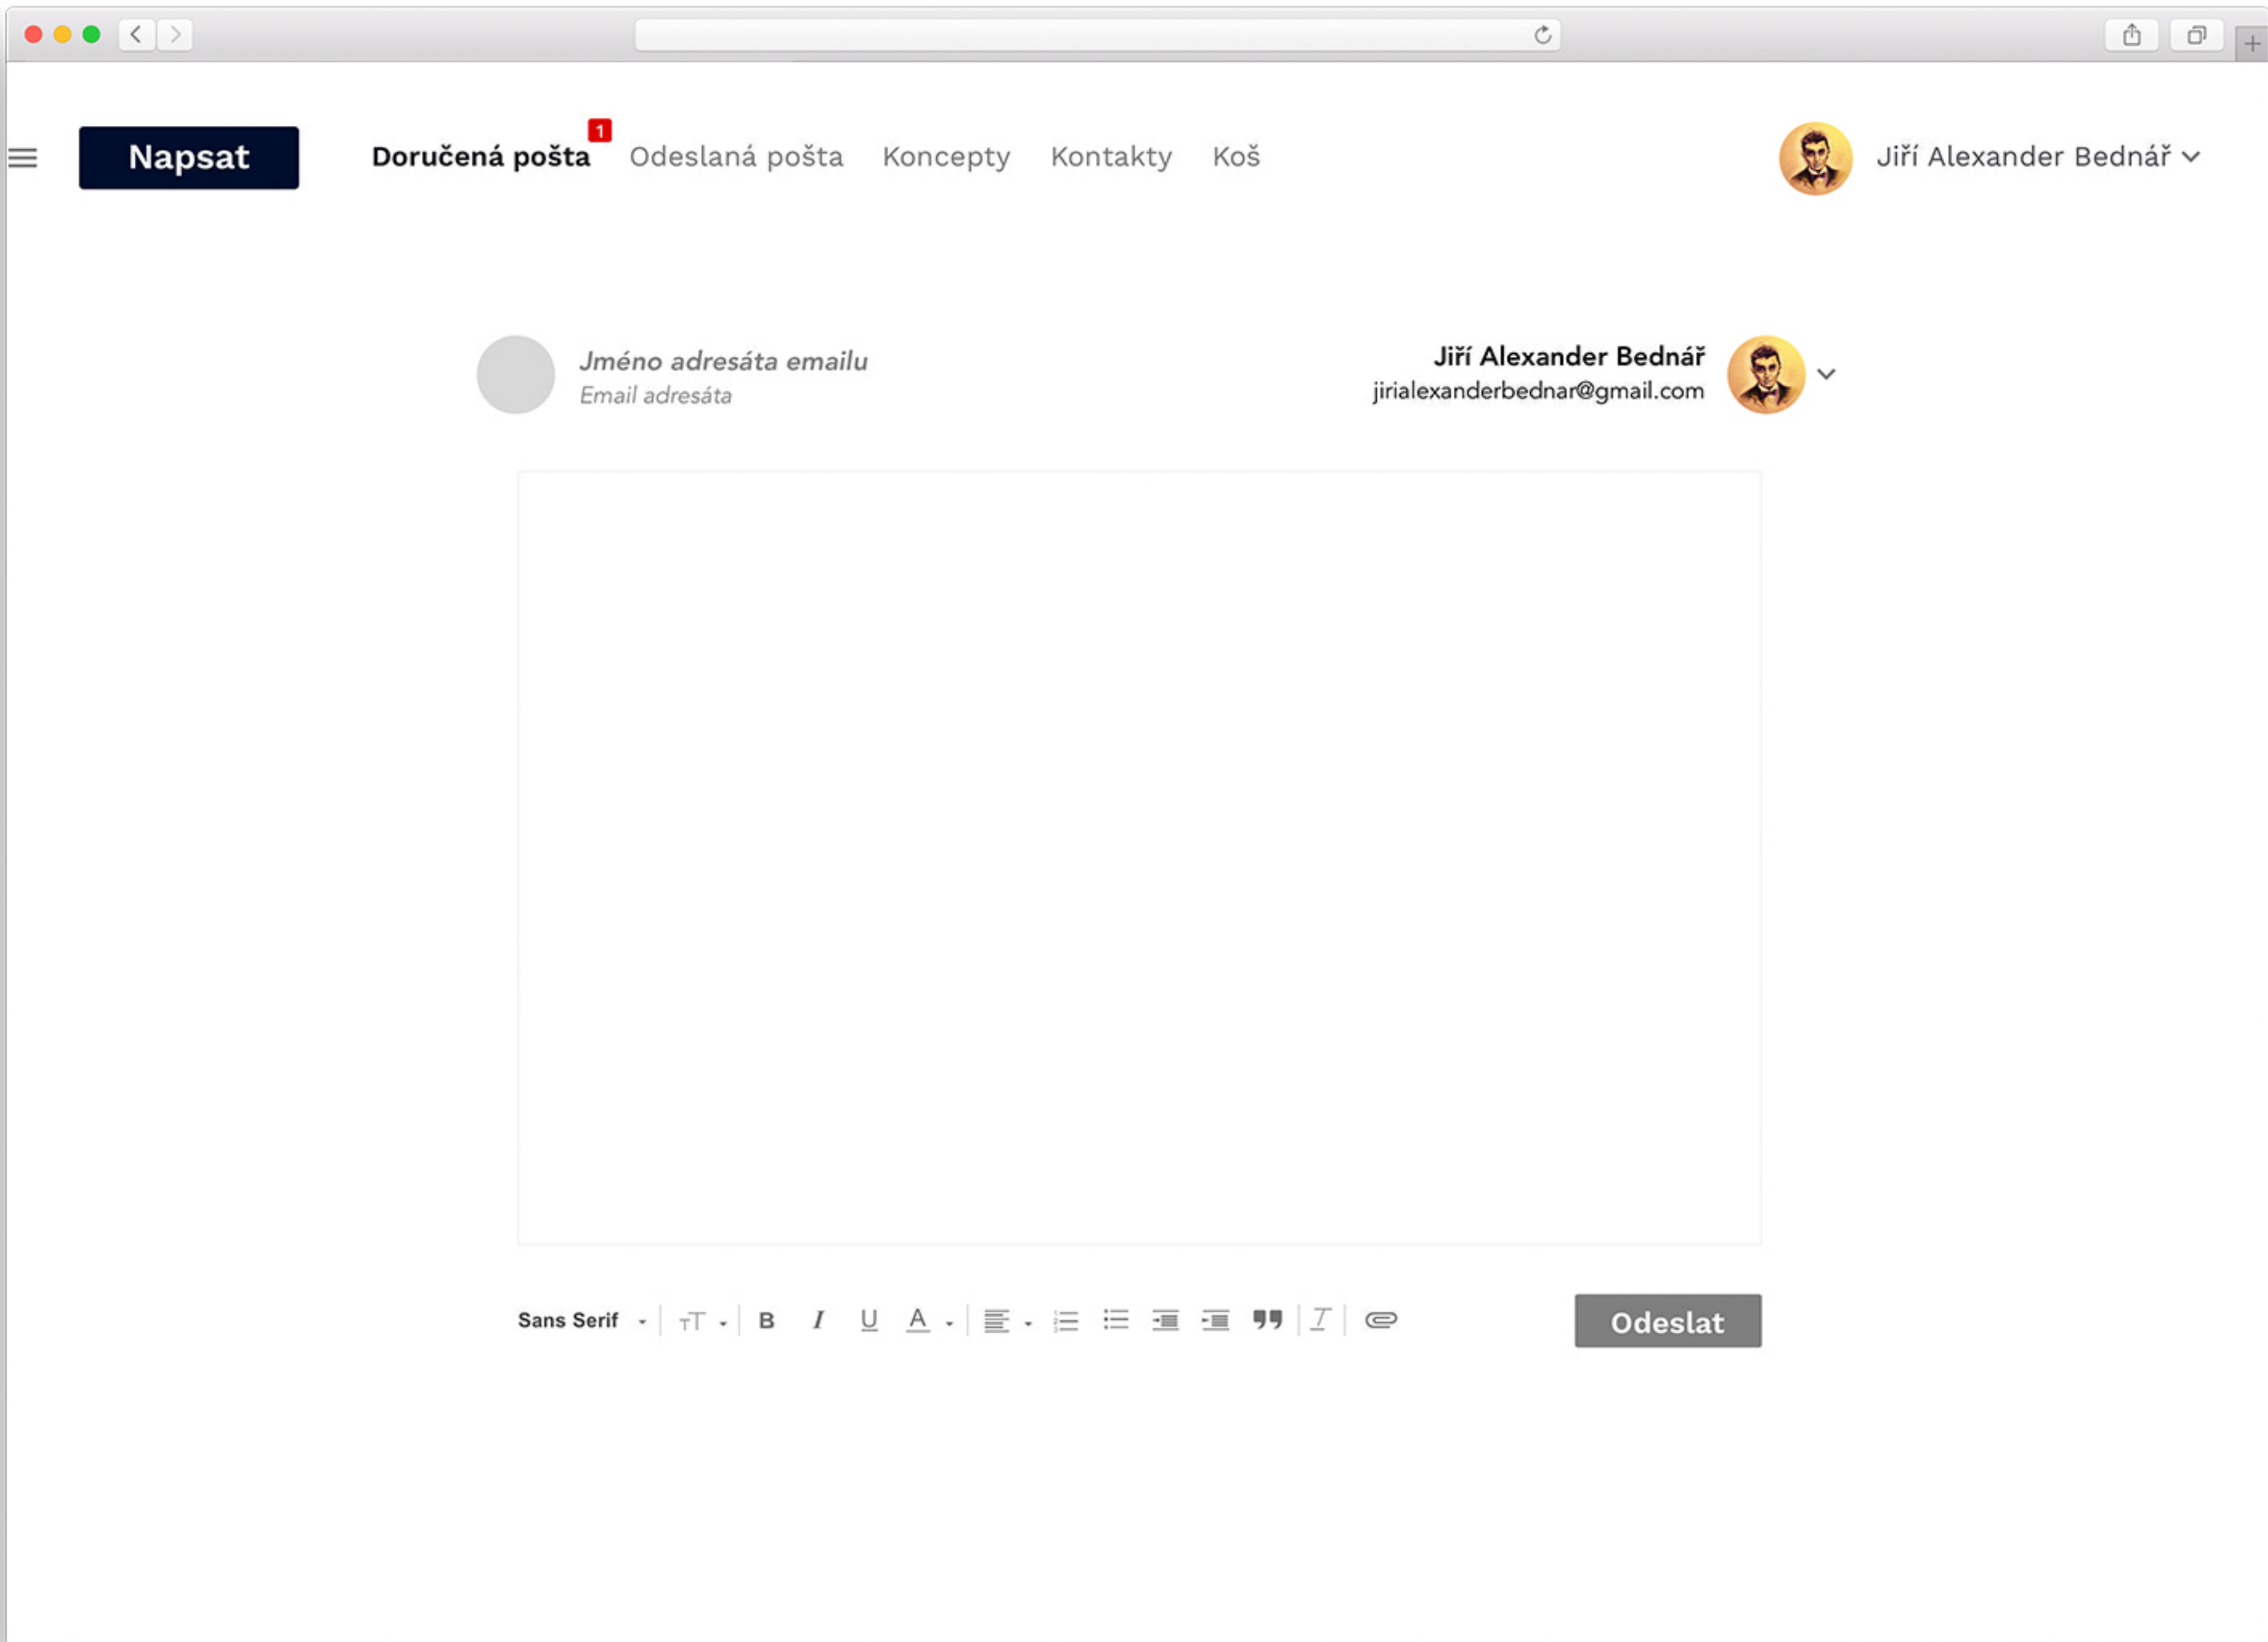 Napsat
Doručená pošta 1 Odeslaná pošta Koncepty Kontakty Koš
Jiří Alexander Bednář
Jméno adresáta emailu
Email adresáta
Jiří Alexander Bednář
jirialexanderbednar@gmail.com
Sans Serif TT B I U A T
Odeslat